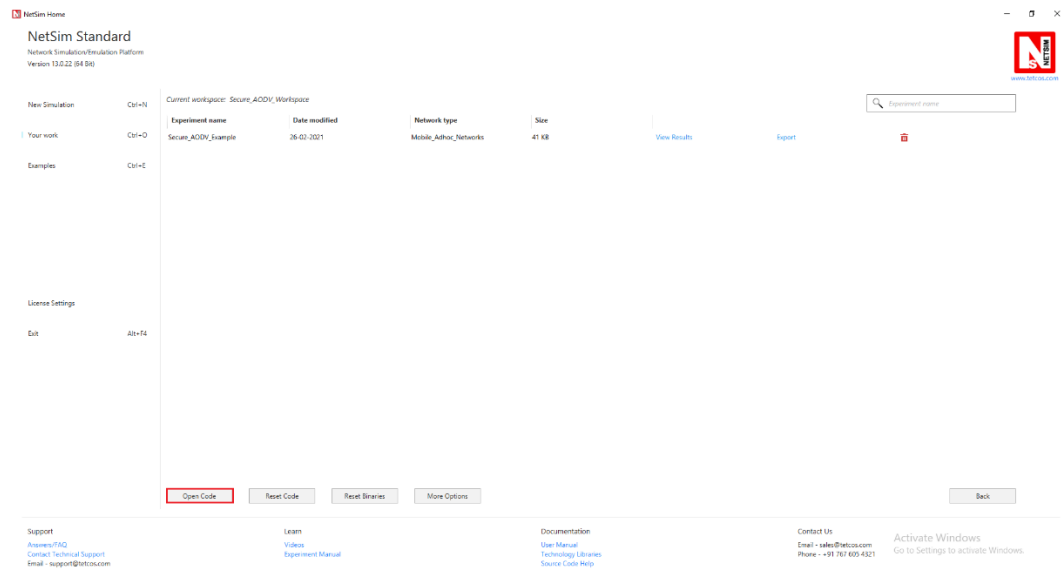 NetSim Home
NetSim Standard
Network Simulation/Emulation Platform
Version 13.0.22 (64 Bit)
NETSIM
www.tetcos.com
New Simulation Ctrl+N
Your work Ctrl+O
Examples Ctrl+E
License Settings
Exit Alt+F4
Current workspace: Secure_AODV_Workspace
Experiment name
Experiment name Date modified Network type Size
Secure_AODV_Example 26-02-2021 Mobile_Adhoc_Networks 41 KB View Results Export
Open Code Reset Code Reset Binaries More Options Back
Support
Answers/FAQ
Contact Technical Support
Email - support@tetcos.com
Learn
Videos
Experiment Manual
Documentation
User Manual
Technology Libraries
Source Code Help
Contact Us
Email - sales@tetcos.com
Phone - +91 767 605 4321
Activate Windows
Go to Settings to activate Windows.